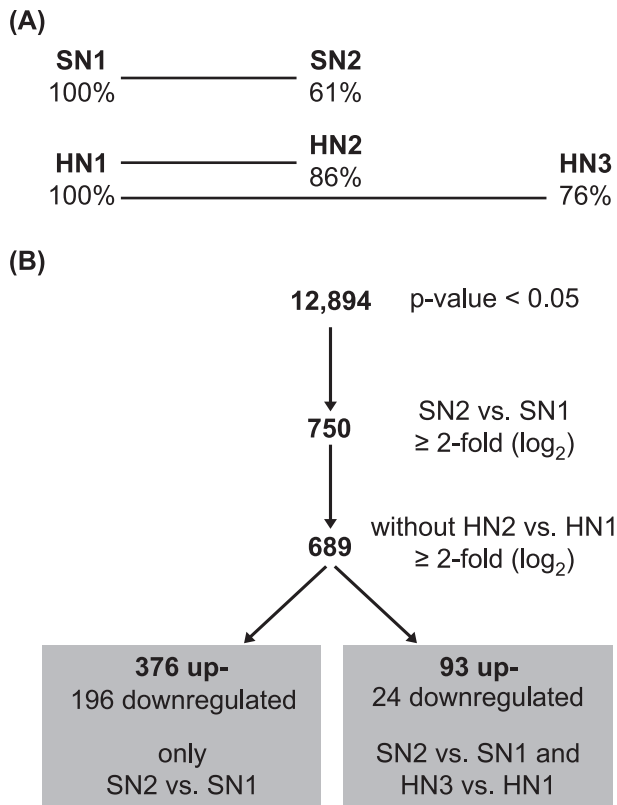 (A)
SN1 SN2
100% 61%
HN1 HN2 HN3
100% 86% 76%
(B)
12,894 p-value < 0.05
750 SN2 vs. SN1
≥ 2-fold (log2)
689 without HN2 vs. HN1
≥ 2-fold (log2)
376 up-
196 downregulated
only
SN2 vs. SN1
93 up-
24 downregulated
SN2 vs. SN1 and
HN3 vs. HN1